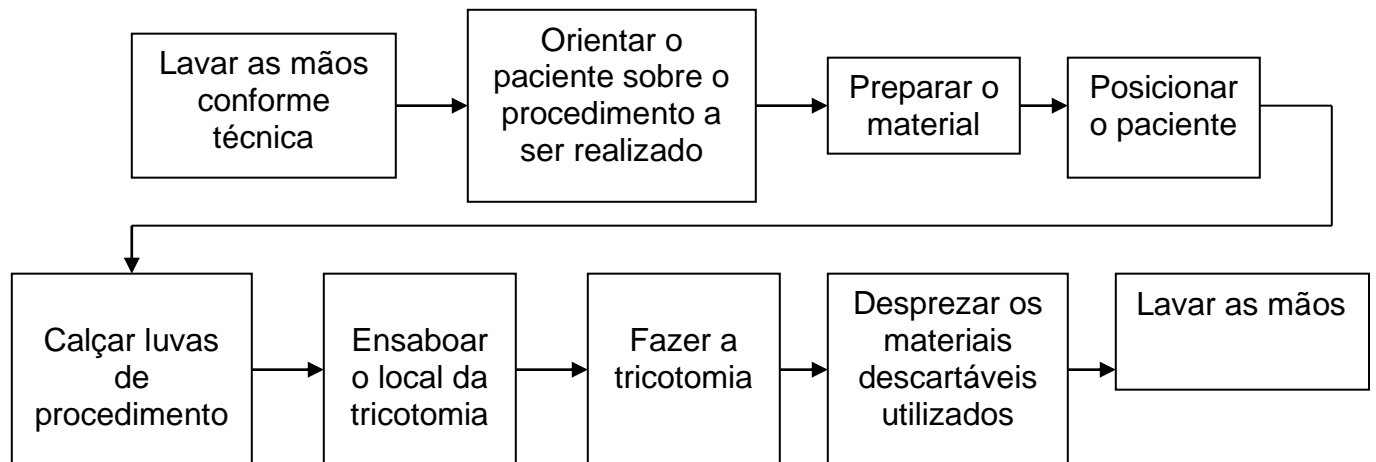 Lavar as mãos
conforme
técnica
Orientar o
paciente sobre o
procedimento a
ser realizado
Preparar o
material
Posicionar
o paciente
Calçar luvas
de
procedimento
Ensaboar
o local da
tricotomia
Fazer a
tricotomia
Desprezar os
materiais
descartáveis
utilizados
Lavar as mãos